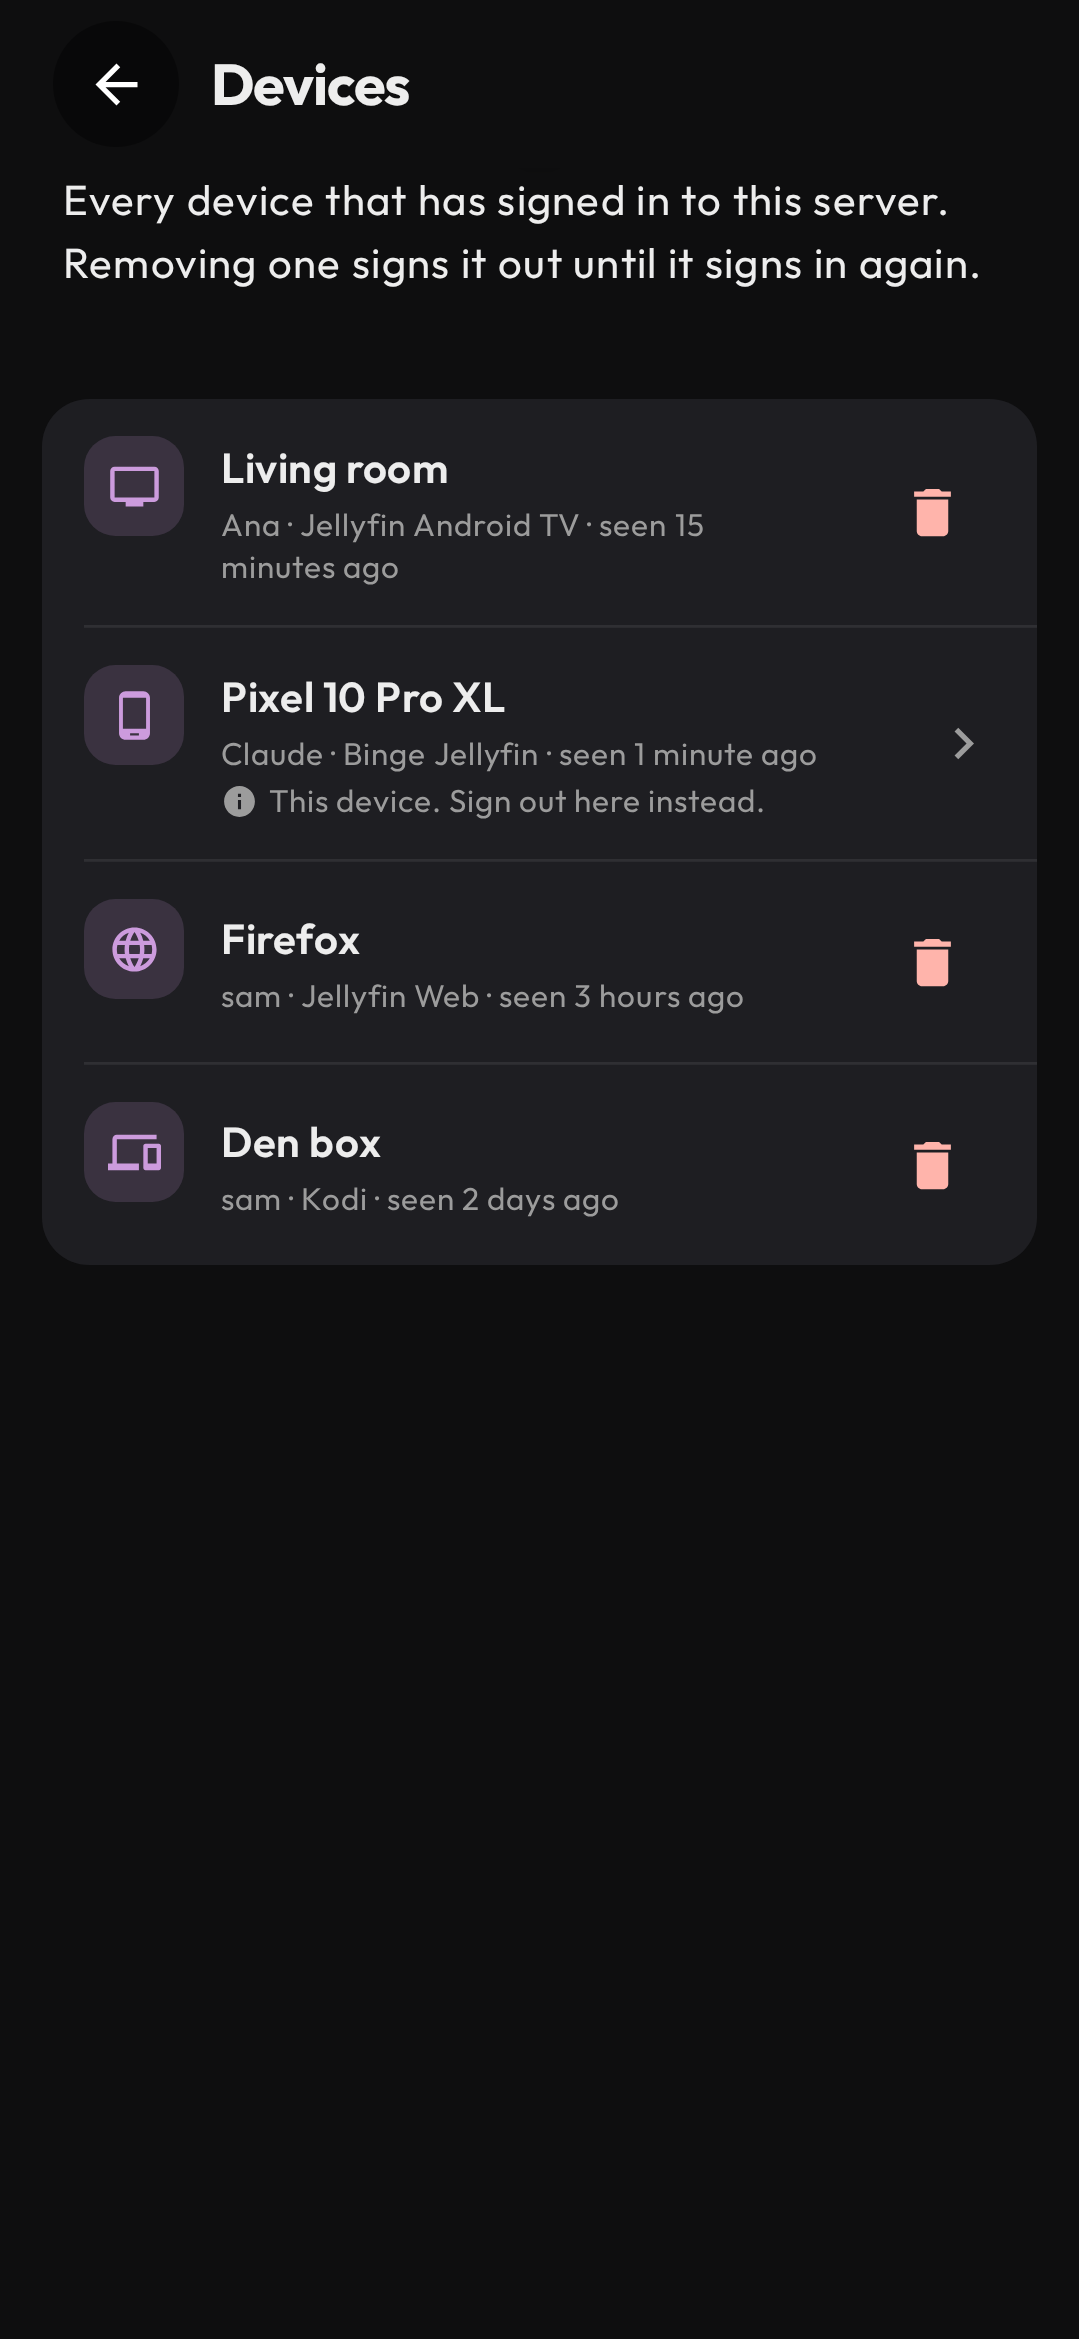 Devices
Every device that has signed in to this server.
Removing one signs it out until it signs in again.
Living room
Ana · Jellyfin Android TV · seen 15
minutes ago
Pixel 10 Pro XL
Claude · Binge Jellyfin · seen 1 minute ago
This device. Sign out here instead.
Firefox
sam · Jellyfin Web · seen 3 hours ago
Den box
sam · Kodi · seen 2 days ago